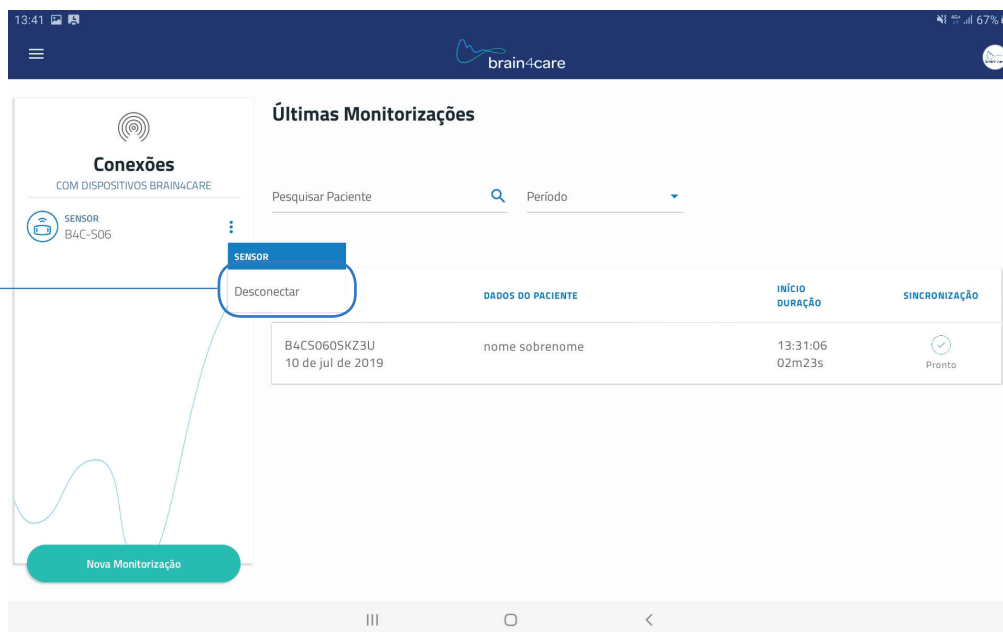 13:41
67%
brain4care
Conexões
COM DISPOSITIVOS BRAIN4CARE
SENSOR
B4C-S06
SENSOR
Desconectar
Nova Monitorização
Últimas Monitorizações
Pesquisar Paciente
Período
DADOS DO PACIENTE
INÍCIO
DURAÇÃO
SINCRONIZAÇÃO
B4CS060SKZ3U
10 de jul de 2019
nome sobrenome
13:31:06
02m23s
Pronto